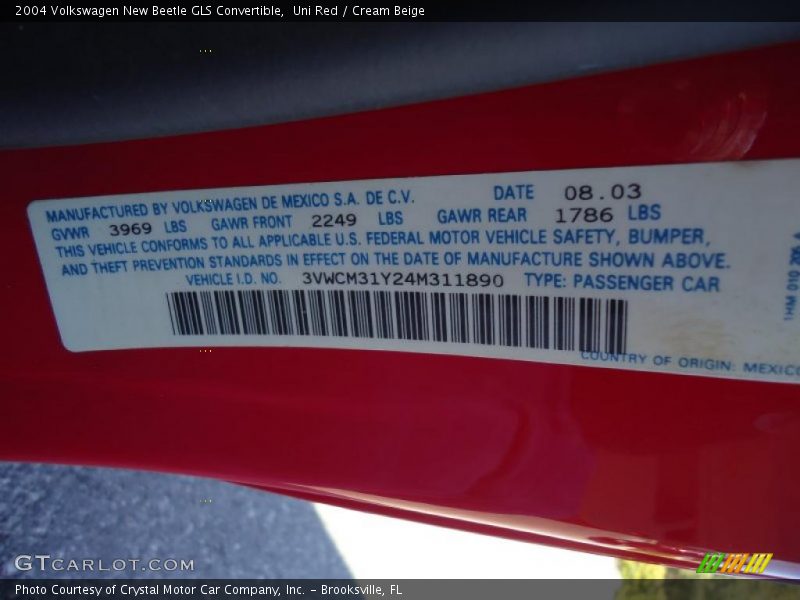 2004 Volkswagen New Beetle GLS Convertible,  Uni Red / Cream Beige
MANUFACTURED BY VOLKSWAGEN DE MEXICO S.A. DE C.V. DATE 08.03
GVWR 3969 LBS GAWR FRONT 2249 LBS GAWR REAR 1786 LBS
THIS VEHICLE CONFORMS TO ALL APPLICABLE U.S. FEDERAL MOTOR VEHICLE SAFETY, BUMPER,
AND THEFT PREVENTION STANDARDS IN EFFECT ON THE DATE OF MANUFACTURE SHOWN ABOVE.
VEHICLE I.D. NO. 3VWCM31Y24M311890 TYPE: PASSENGER CAR
COUNTRY OF ORIGIN: MEXICO
1HM 010 206 A
GTCARLOT.COM
Photo Courtesy of Crystal Motor Car Company, Inc. – Brooksville, FL